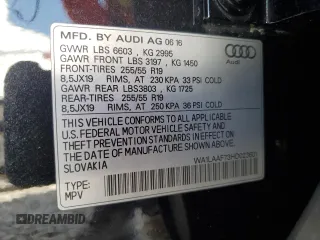 MFD. BY AUDI AG 06 16
GVWR LBS 6603 , KG 2995
GAWR FRONT LBS 3197 , KG 1450
FRONT-TIRES 255/55 R19
8,5JX19 RIMS, AT 230 KPA 33 PSI COLD
GAWR REAR LBS3803 , KG 1725
REAR-TIRES 255/55 R19
8,5JX19 RIMS, AT 250 KPA 36 PSI COLD
THIS VEHICLE CONFORMS TO ALL APPLICABLE
U.S. FEDERAL MOTOR VEHICLE SAFETY AND
THEFT PREVENTION STANDARDS IN EFFECT ON
THE DATE OF MANUFACTURE SHOWN ABOVE.
SLOVAKIA
TYPE:
MPV
Audi
DREAMBID